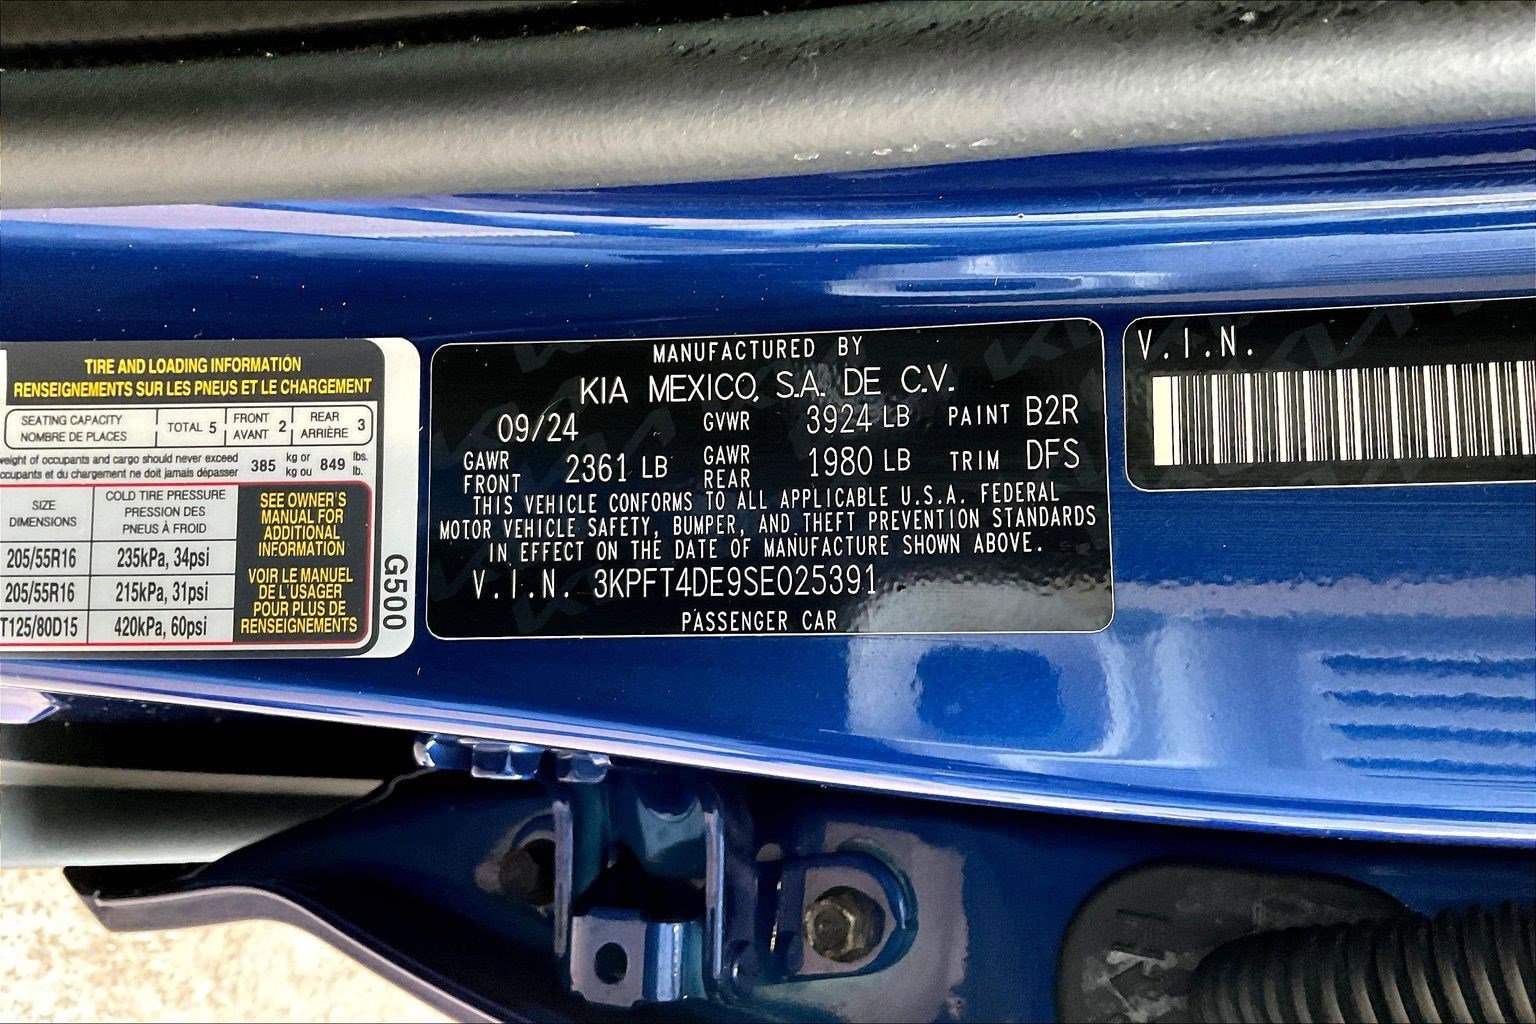 TIRE AND LOADING INFORMATION
RENSEIGNEMENTS SUR LES PNEUS ET LE CHARGEMENT
SEATING CAPACITY
NOMBRE DE PLACES
TOTAL 5
FRONT
AVANT 2
REAR
ARRIÈRE 3
of occupants and cargo should never exceed
et du chargement ne doit jamais dépasser
385 kg or
kg ou 849 lbs.
lb.
SIZE
DIMENSIONS
COLD TIRE PRESSURE
PRESSION DES
PNEUS À FROID
205/55R16 235kPa, 34psi
205/55R16 215kPa, 31psi
T125/80D15 420kPa, 60psi
SEE OWNER'S
MANUAL FOR
ADDITIONAL
INFORMATION
VOIR LE MANUEL
DE L'USAGER
POUR PLUS DE
RENSEIGNEMENTS
G500
MANUFACTURED BY
KIA MEXICO, S.A. DE C.V.
09/24 GVWR 3924 LB PAINT B2R
GAWR
FRONT 2361 LB GAWR
REAR 1980 LB TRIM DFS
THIS VEHICLE CONFORMS TO ALL APPLICABLE U.S.A. FEDERAL
MOTOR VEHICLE SAFETY, BUMPER, AND THEFT PREVENTION STANDARDS
IN EFFECT ON THE DATE OF MANUFACTURE SHOWN ABOVE.
V.I.N. 3KPFT4DE9SE025391
PASSENGER CAR
V.I.N.